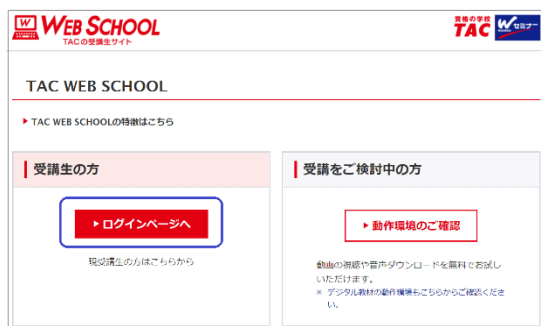 WEB SCHOOL
TACの受講生サイト
資格の学校
TAC Wセミナー
TAC WEB SCHOOL
TAC WEB SCHOOLの特徴はこちら
受講生の方
ログインページへ
現受講生の方はこちらから
受講をご検討中の方
動作環境のご確認
動画の視聴や音声ダウンロードを無料でお試し
いただけます。
※ デジタル教材の動作環境もこちらからご確認くださ
い。